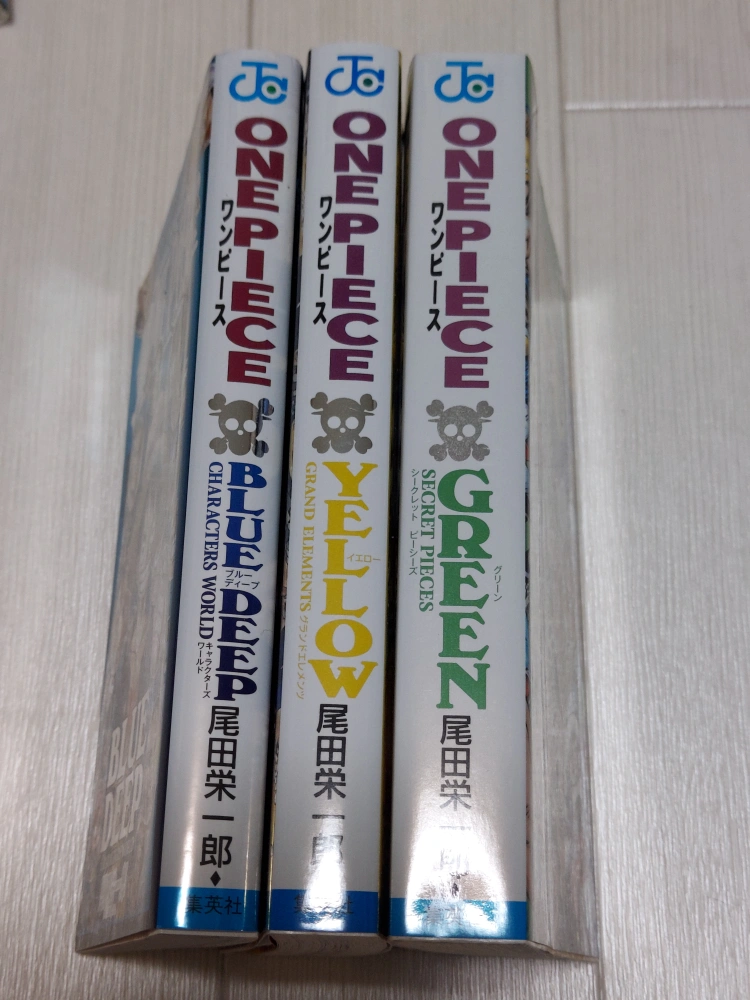 JC
ONE PIECE
ワンピース
BLUE DEEP
ブルー
ディープ
CHARACTERS WORLD
キャラクターズ
ワールド
尾田栄一郎
集英社
BLUE
DEEP
JC
ONE PIECE
ワンピース
YELLOW
イエロー
GRAND ELEMENTS
グランドエレメンツ
尾田栄一郎
集英社
JC
ONE PIECE
ワンピース
GREEN
グリーン
SECRET PIECES
シークレット ピーシーズ
尾田栄一郎